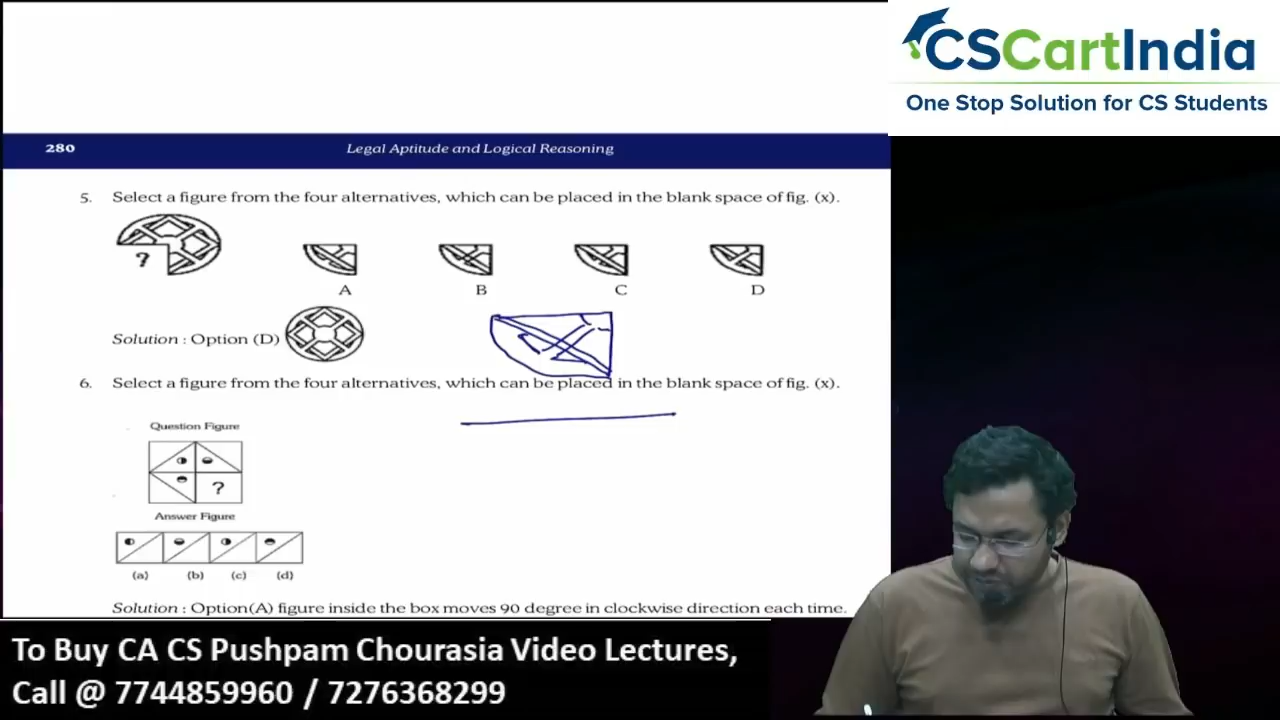 CSCartIndia
One Stop Solution for CS Students
280
Legal Aptitude and Logical Reasoning
5. Select a figure from the four alternatives, which can be placed in the blank space of fig. (x).
?
A B C D
Solution : Option (D)
6. Select a figure from the four alternatives, which can be placed in the blank space of fig. (x).
Question Figure
?
Answer Figure
(a) (b) (c) (d)
Solution : Option(A) figure inside the box moves 90 degree in clockwise direction each time.
To Buy CA CS Pushpam Chourasia Video Lectures,
Call @ 7744859960 / 7276368299